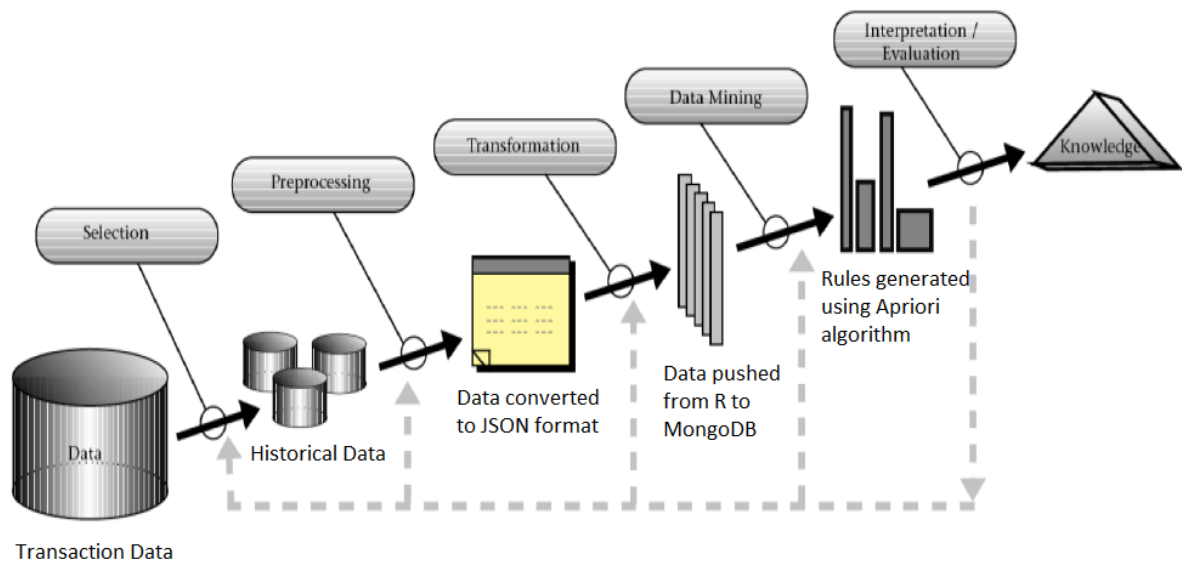 Interpretation /
Evaluation
Data Mining
Transformation
Preprocessing
Selection
Knowledge
Rules generated
using Apriori
algorithm
Data pushed
from R to
MongoDB
Data converted
to JSON format
Historical Data
Data
Transaction Data